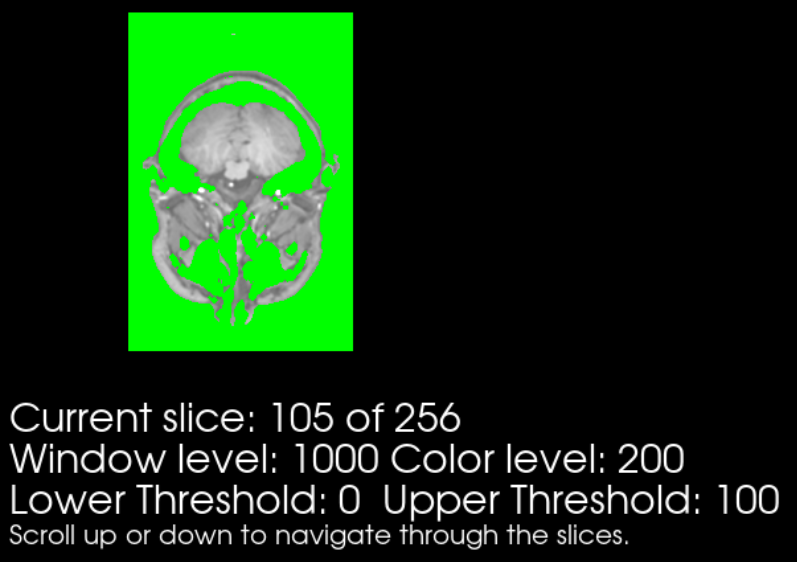 Current slice: 105 of 256
Window level: 1000 Color level: 200
Lower Threshold: 0 Upper Threshold: 100
Scroll up or down to navigate through the slices.